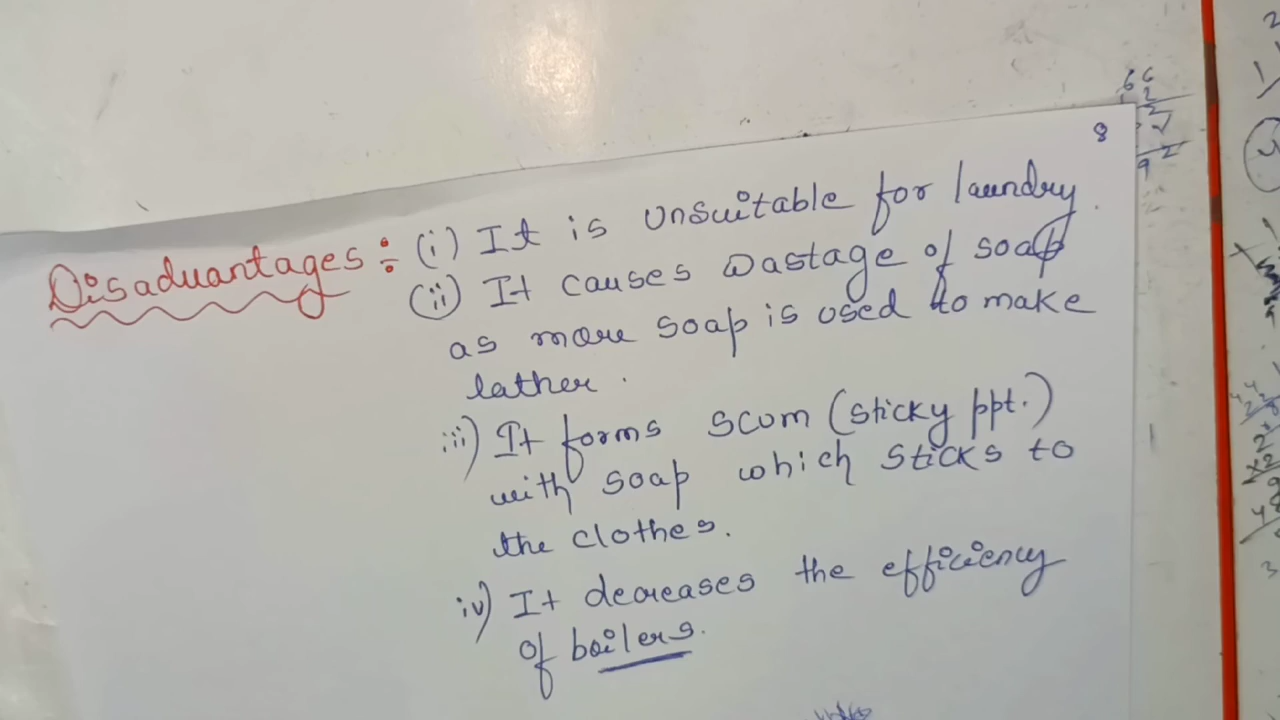 8
Disadvantages :- (i) It is unsuitable for laundry.
(ii) It causes wastage of soap
as more soap is used to make
lather.
iii) It forms scum (sticky ppt.)
with soap which sticks to
the clothes.
iv) It decreases the efficiency
of boilers.